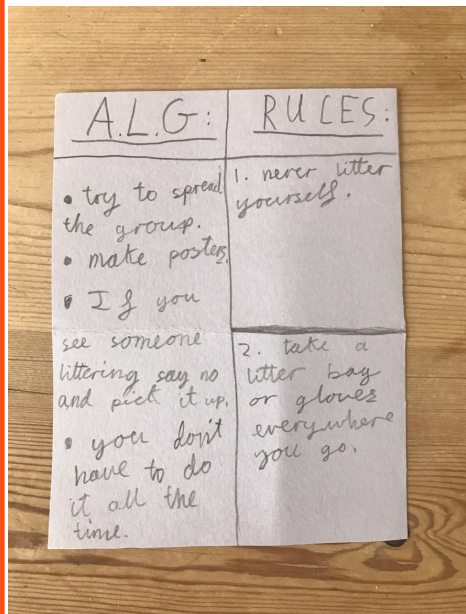 A.L.G:
• try to spread
the group.
• make posters.
• If you
see someone
littering say no
and pick it up.
• you don't
have to do
it all the
time.
RULES:
1. never litter
yourself.
2. take a
litter bag
or gloves
everywhere
you go.